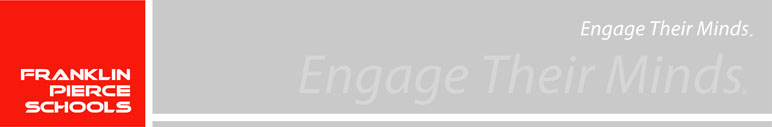 FRANKLIN
PIERCE
SCHOOLS
Engage Their Minds.
Engage Their Minds.